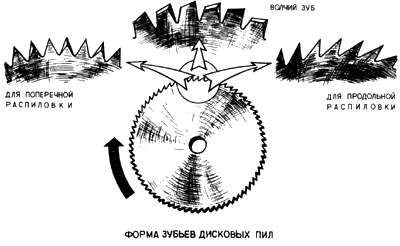 ВОЛЧИЙ ЗУБ
ДЛЯ ПОПЕРЕЧНОЙ
РАСПИЛОВКИ
ДЛЯ ПРОДОЛЬНОЙ
РАСПИЛОВКИ
ФОРМА ЗУБЬЕВ ДИСКОВЫХ ПИЛ